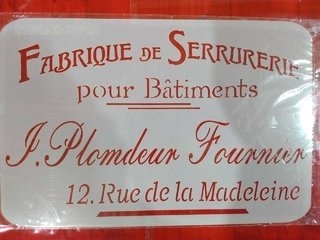 FABRIQUE DE SERRURERIE
pour Bâtiments
J. Plomdeur Fournier
12. Rue de la Madeleine